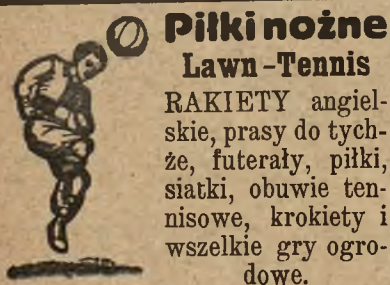 Piłki nożne
Lawn-Tennis
RAKIETY angiel-
skie, prasy do tych-
że, futerały, piłki,
siatki, obuwie ten-
nisowe, krokiety i
wszelkie gry ogro-
dowe.